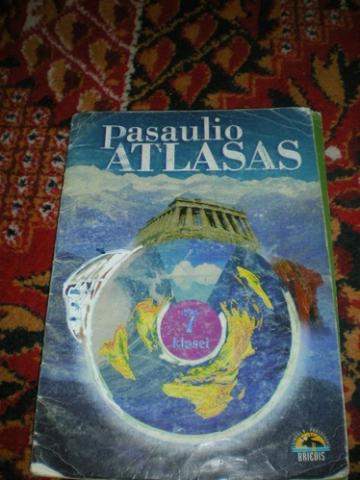 Pasaulio
ATLASAS
7
klasei
BRIEDIS